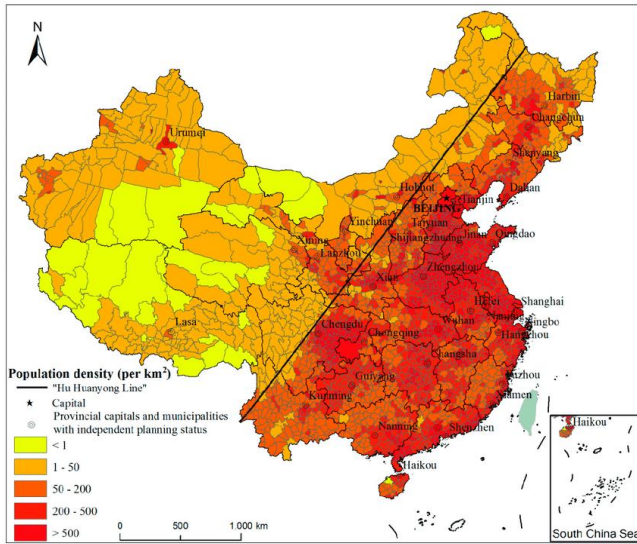 N
Harbin
Changchun
Urumqi
Shenyang
Hohhot
Dalian
Tianjin
BEIJING
Yinchuan
Taiyuan
Shijiangzhuang
Jinan
Qingdao
Xining
Lanzhou
Zhengzhou
Xian
Hefei
Shanghai
Nanjing
Ningbo
Lasa
Chengdu
Chongqing
Wuhan
Hangzhou
Changsha
Fuzhou
Guiyang
Xiamen
Kunming
Nanning
Shenzhen
Haikou
Population density (per km²)
"Hu Huanyong Line"
Capital
Provincial capitals and municipalities
with independent planning status
< 1
1 - 50
50 - 200
200 - 500
> 500
0 500 1.000 km
Haikou
South China Sea